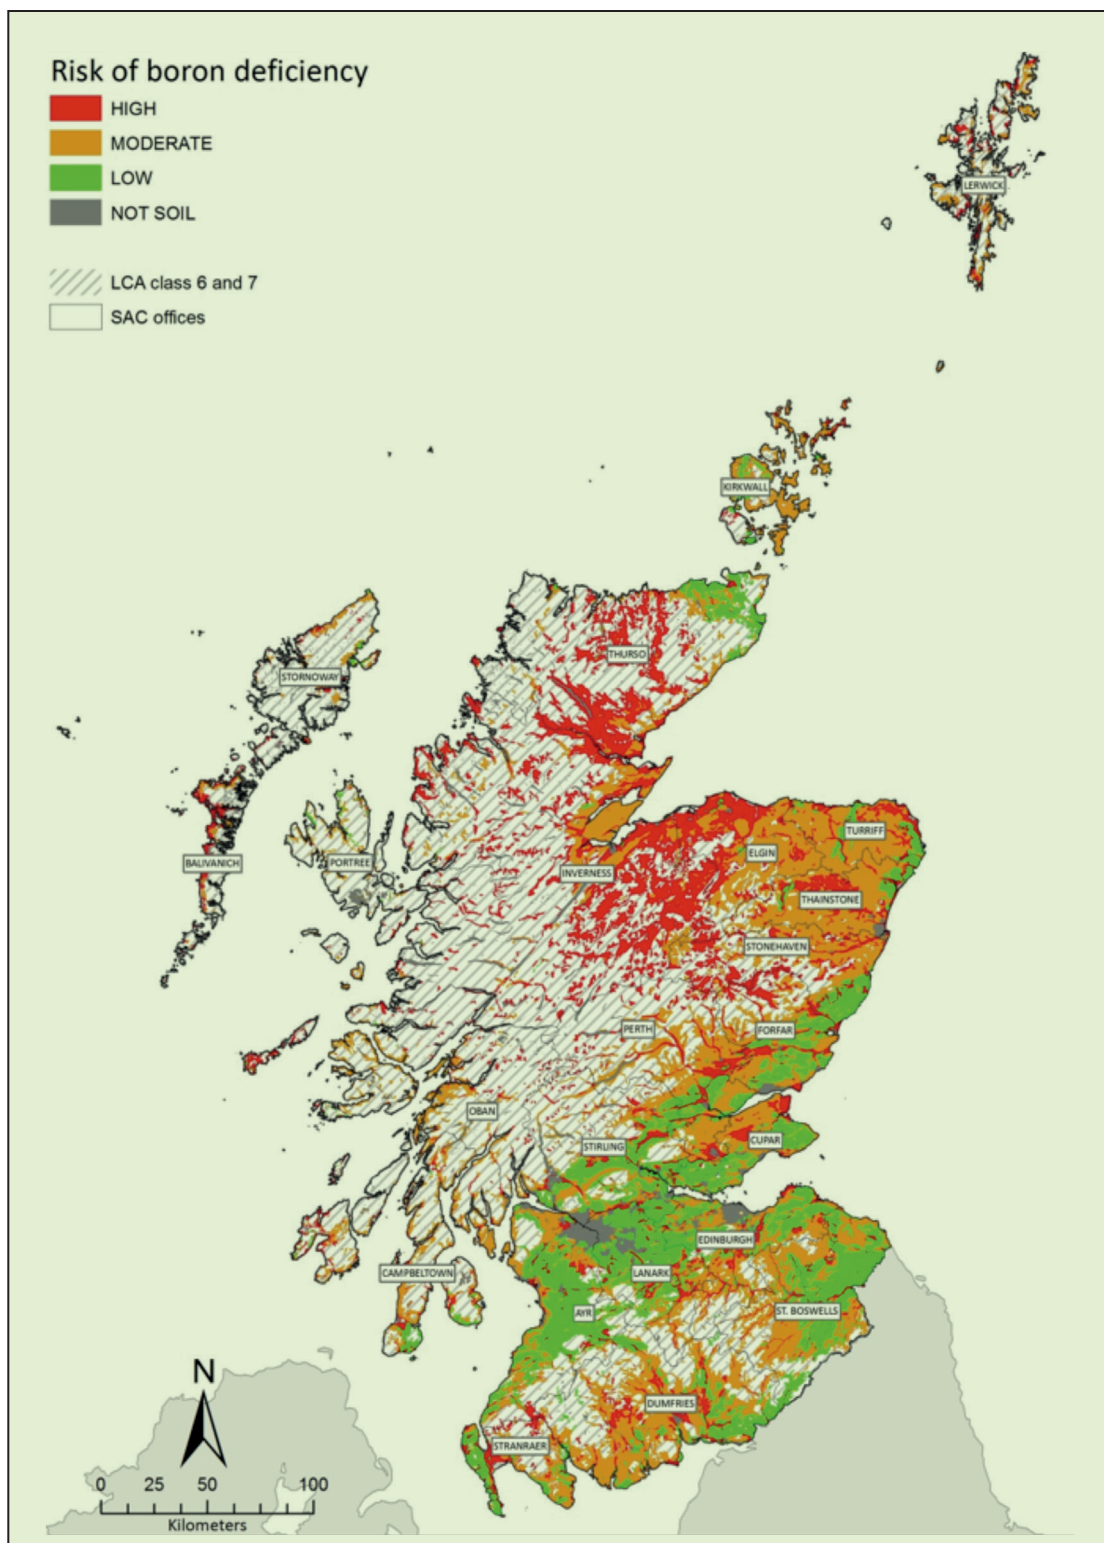 Risk of boron deficiency
HIGH
MODERATE
LOW
NOT SOIL
LCA class 6 and 7
SAC offices
LERWICK
KIRKWALL
THURSO
STORNOWAY
TURRIFF
ELGIN
BALIVANICH
PORTREE
INVERNESS
THAINSTONE
STONEHAVEN
PERTH
FORFAR
OBAN
CUPAR
STIRLING
EDINBURGH
CAMPBELTOWN
LANARK
AYR
ST. BOSWELLS
DUMFRIES
STRANRAER
N
0 25 50 100
Kilometers